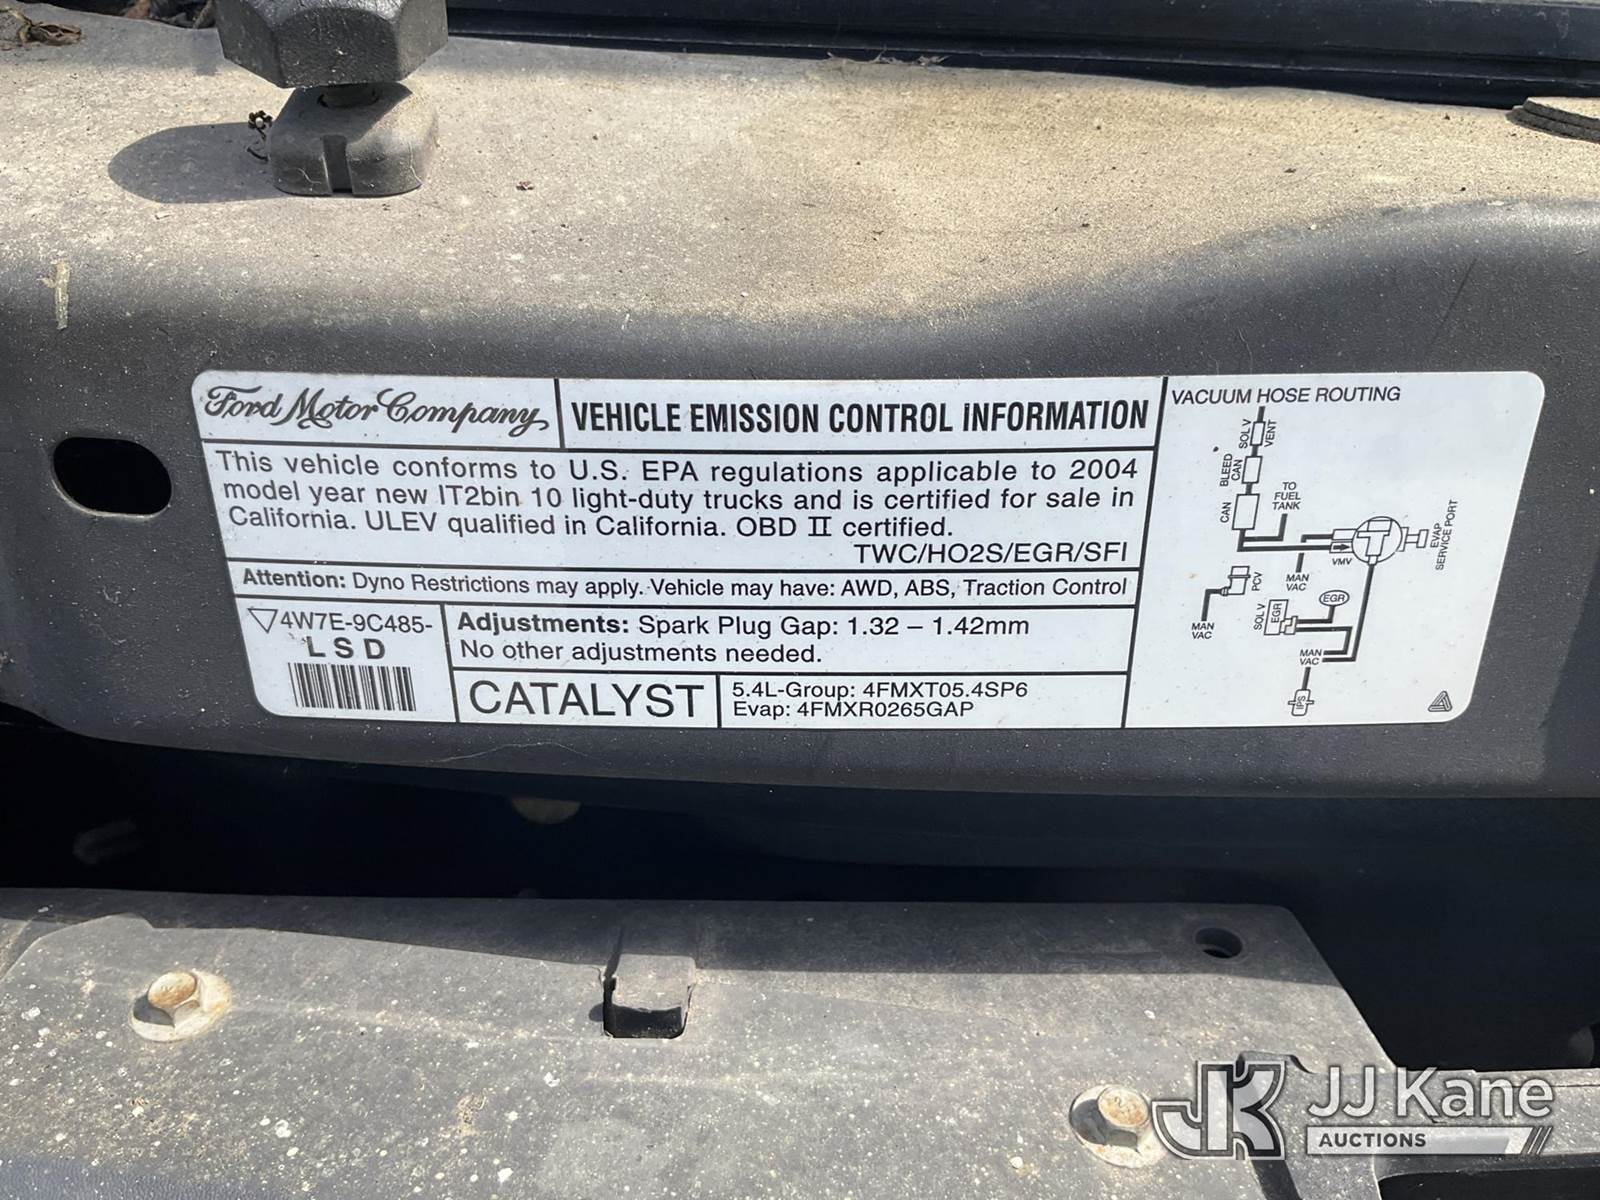 Ford Motor Company
VEHICLE EMISSION CONTROL INFORMATION
This vehicle conforms to U.S. EPA regulations applicable to 2004
model year new lT2bin 10 light-duty trucks and is certified for sale in
California. ULEV qualified in California. OBD II certified.
TWC/HO2S/EGR/SFI
Attention: Dyno Restrictions may apply. Vehicle may have: AWD, ABS, Traction Control
4W7E-9C485-
LSD
Adjustments: Spark Plug Gap: 1.32 – 1.42mm
No other adjustments needed.
CATALYST
5.4L-Group: 4FMXT05.4SP6
Evap: 4FMXR0265GAP
VACUUM HOSE ROUTING
SOL V
VENT
BLEED
CAN
CAN
TO
FUEL
TANK
VMV
EVAP
SERVICE PORT
PCV
MAN
VAC
MAN
VAC
SOL V
EGR
EGR
MAN
VAC
IPS
JK
JJ Kane
AUCTIONS